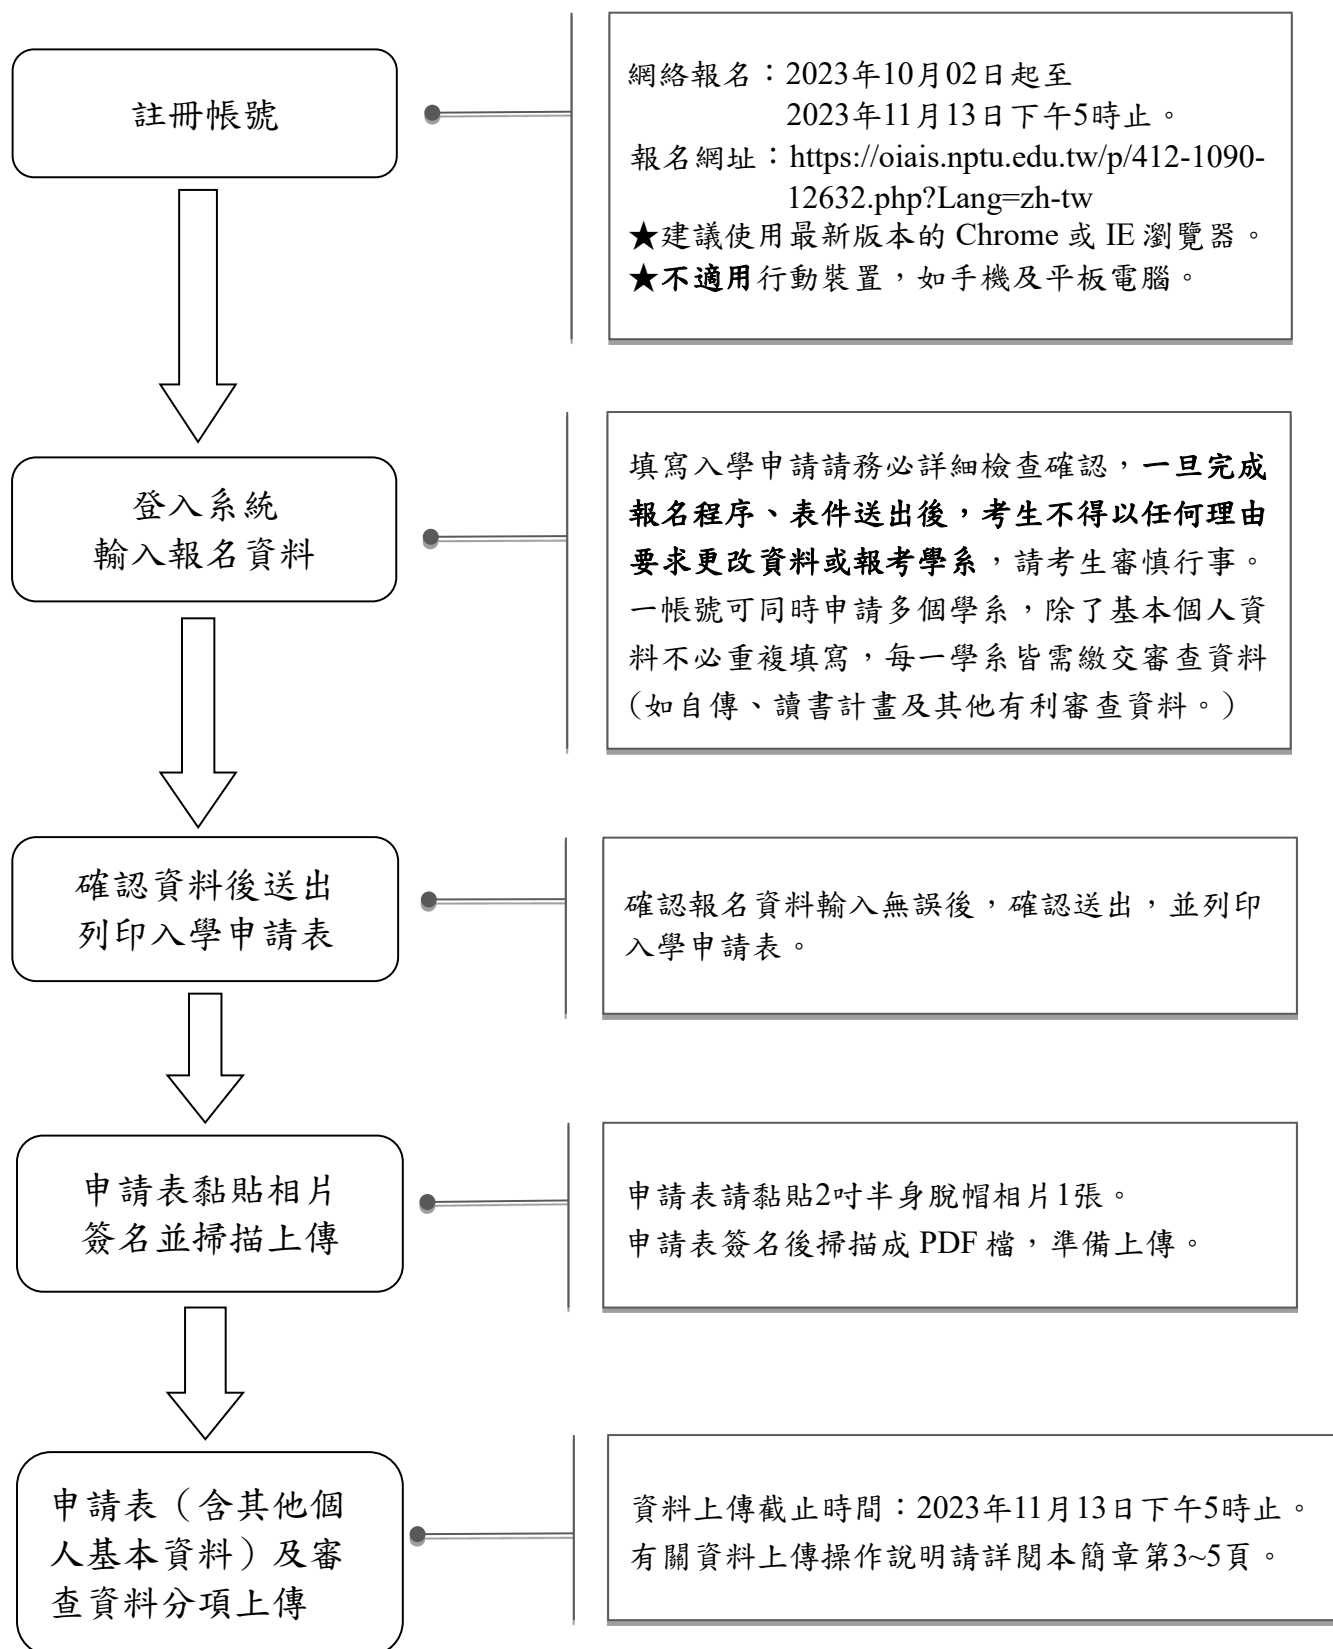 註冊帳號
網絡報名：2023年10月02日起至
2023年11月13日下午5時止。
報名網址：https://oiais.nptu.edu.tw/p/412-1090-
12632.php?Lang=zh-tw
★建議使用最新版本的 Chrome 或 IE 瀏覽器。
★不適用行動裝置，如手機及平板電腦。
登入系統
輸入報名資料
填寫入學申請請務必詳細檢查確認，一旦完成
報名程序、表件送出後，考生不得以任何理由
要求更改資料或報考學系，請考生審慎行事。
一帳號可同時申請多個學系，除了基本個人資
料不必重複填寫，每一學系皆需繳交審查資料
(如自傳、讀書計畫及其他有利審查資料。)
確認資料後送出
列印入學申請表
確認報名資料輸入無誤後，確認送出，並列印
入學申請表。
申請表黏貼相片
簽名並掃描上傳
申請表請黏貼2吋半身脫帽相片1張。
申請表簽名後掃描成 PDF 檔，準備上傳。
申請表（含其他個
人基本資料）及審
查資料分項上傳
資料上傳截止時間：2023年11月13日下午5時止。
有關資料上傳操作說明請詳閱本簡章第3~5頁。